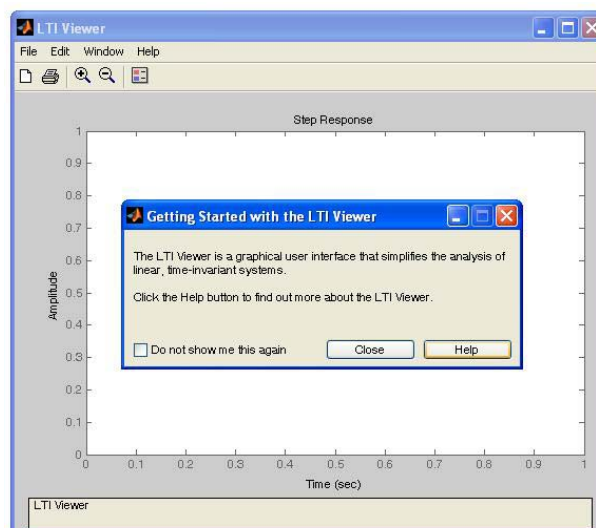 LTI Viewer
File Edit Window Help
Step Response
1
0.9
0.8
0.7
0.6
0.5
0.4
0.3
0.2
0.1
0
Amplitude
Getting Started with the LTI Viewer
The LTI Viewer is a graphical user interface that simplifies the analysis of
linear, time-invariant systems.
Click the Help button to find out more about the LTI Viewer.
Do not show me this again Close Help
0 0.1 0.2 0.3 0.4 0.5 0.6 0.7 0.8 0.9 1
Time (sec)
LTI Viewer